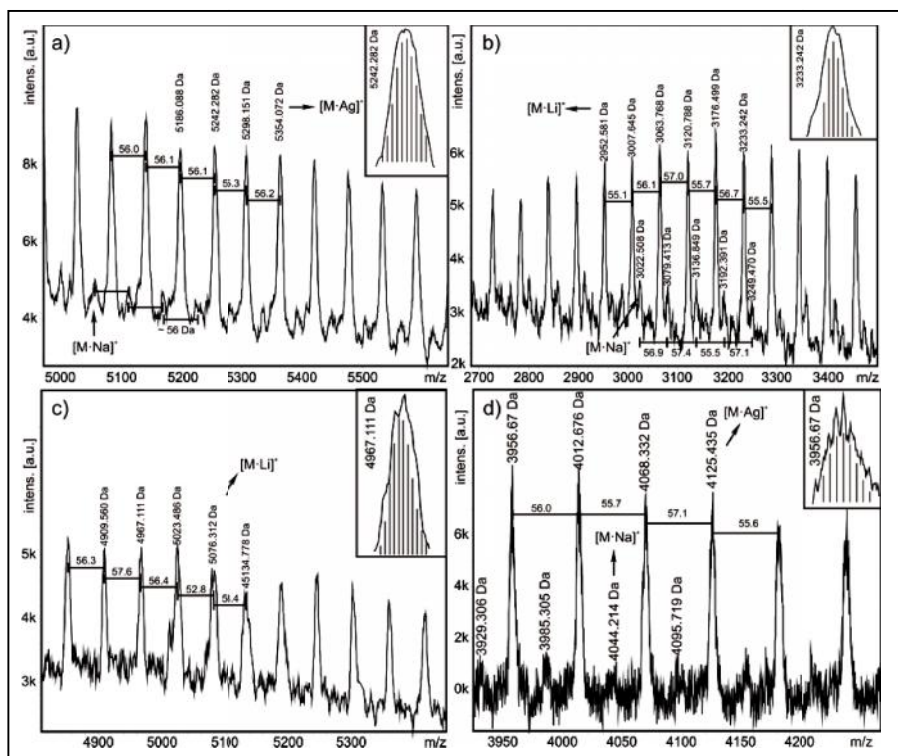 a)
intens. [a.u.]
8k
6k
4k
5186.088 Da
5242.282 Da
5298.151 Da
5354.072 Da
[M·Ag]+
5242.282 Da
56.0
56.1
56.1
55.3
56.2
~ 56 Da
[M·Na]+
5000 5100 5200 5300 5400 5500 m/z
b)
intens. [a.u.]
6k
5k
3k
2k
[M·Li]+
2952.581 Da
3007.645 Da
3063.768 Da
3120.788 Da
3176.499 Da
3233.242 Da
3233.242 Da
55.1
56.1
57.0
55.7
56.7
55.5
3022.508 Da
3079.413 Da
3136.849 Da
3192.391 Da
3249.470 Da
[M·Na]+
56.9 57.4 55.5 57.1
2700 2800 2900 3000 3100 3200 3300 3400 m/z
c)
intens. [a.u.]
5k
4k
3k
4909.560 Da
4967.111 Da
5023.486 Da
5076.312 Da
45134.778 Da
[M·Li]+
4967.111 Da
56.3
57.6
56.4
52.8
58.4
4900 5000 5100 5200 5300 m/z
d)
intens. [a.u.]
6k
4k
2k
0k
3956.67 Da
4012.676 Da
4068.332 Da
4125.435 Da
[M·Ag]+
3956.67 Da
56.0
55.7
57.1
55.6
[M·Na]+
3929.306 Da
3985.305 Da
4044.214 Da
4095.719 Da
3950 4000 4050 4100 4150 4200 m/z